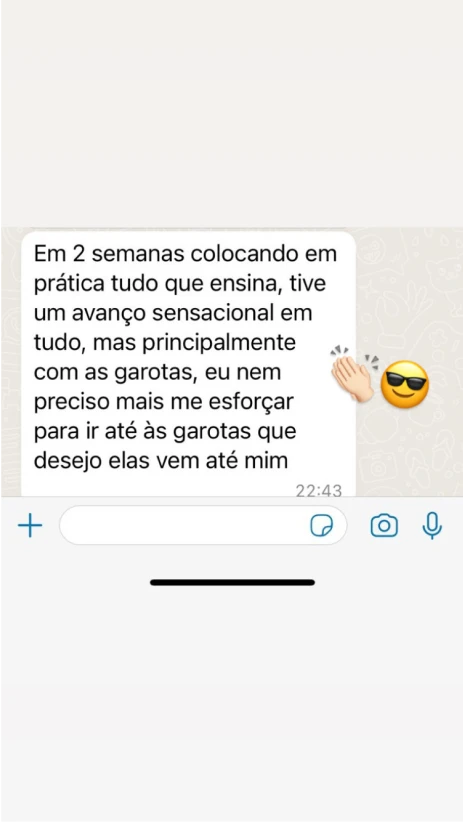 Em 2 semanas colocando em
prática tudo que ensina, tive
um avanço sensacional em
tudo, mas principalmente
com as garotas, eu nem
preciso mais me esforçar
para ir até às garotas que
desejo elas vem até mim
22:43